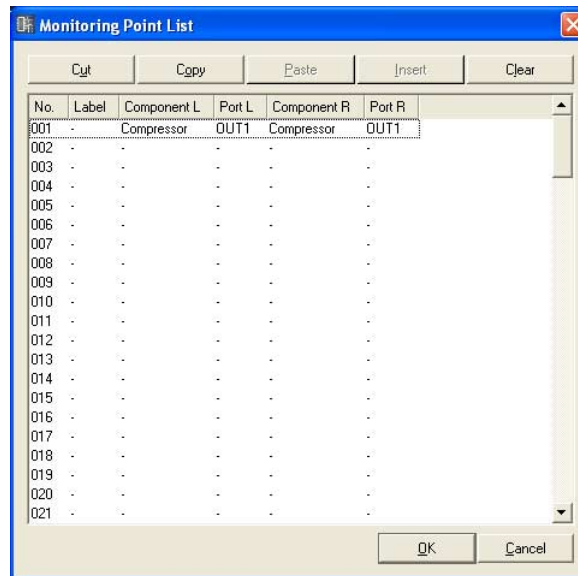 Monitoring Point List
Cut Copy Paste Insert Clear
No. Label Component L Port L Component R Port R
001 - Compressor OUT1 Compressor OUT1
002 - - - - -
003 - - - - -
004 - - - - -
005 - - - - -
006 - - - - -
007 - - - - -
008 - - - - -
009 - - - - -
010 - - - - -
011 - - - - -
012 - - - - -
013 - - - - -
014 - - - - -
015 - - - - -
016 - - - - -
017 - - - - -
018 - - - - -
019 - - - - -
020 - - - - -
021 - - - - -
OK Cancel